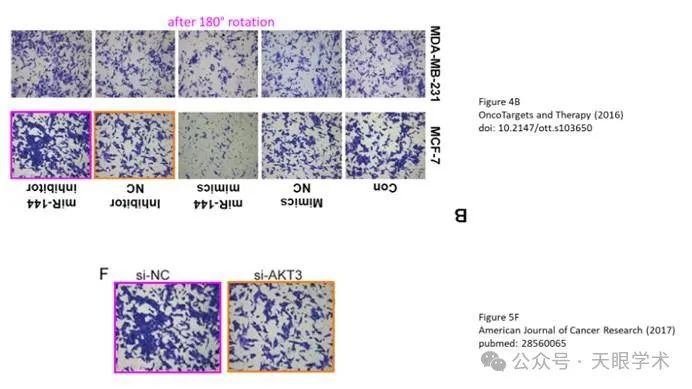 after 180° rotation
MDA-MB-231
MCF-7
miR-144 inhibitor
Inhibitor NC
miR-144 mimics
Mimics NC
Con
B
Figure 4B
OncoTargets and Therapy (2016)
doi: 10.2147/ott.s103650
F
si-NC
si-AKT3
Figure 5F
American Journal of Cancer Research (2017)
pubmed: 28560065
公众号 · 天眼学术